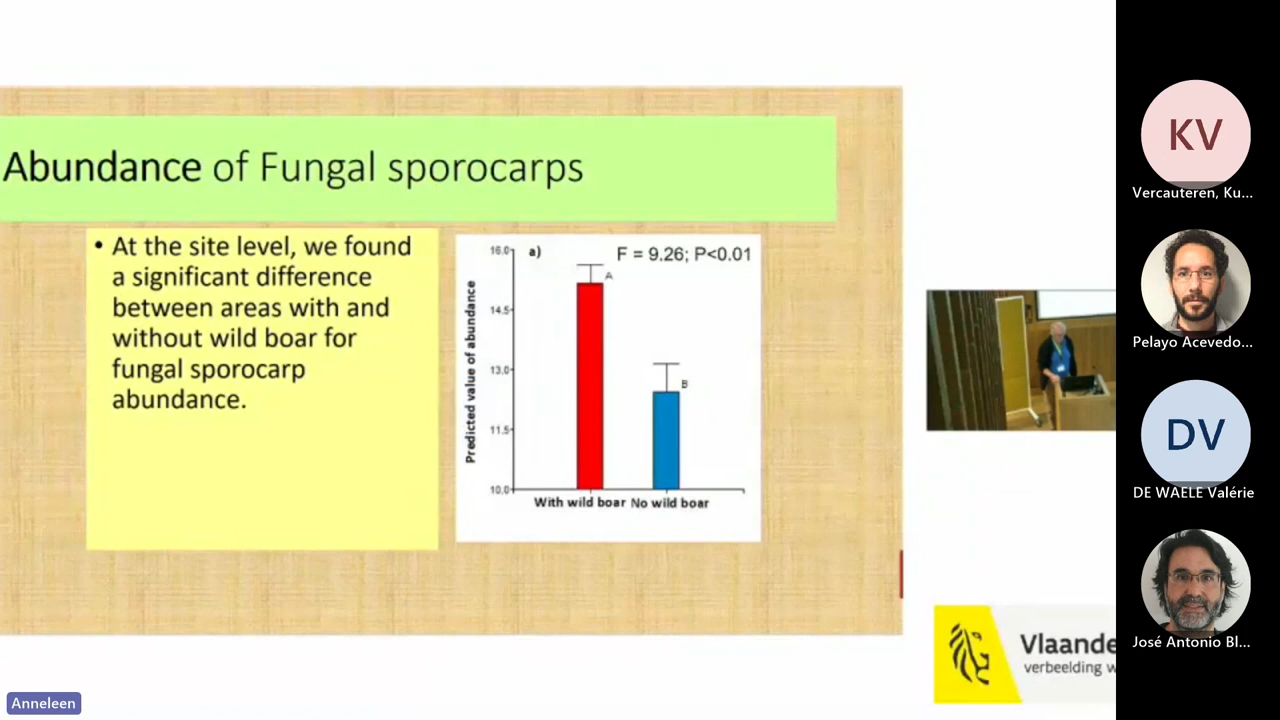 Abundance of Fungal sporocarps
• At the site level, we found
a significant difference
between areas with and
without wild boar for
fungal sporocarp
abundance.
a)
F = 9.26; P<0.01
Predicted value of abundance
16.0
14.5
13.0
11.5
10.0
A
B
With wild boar
No wild boar
KV
Vercauteren, Ku...
Pelayo Acevedo...
DV
DE WAELE Valérie
José Antonio Bl...
Vlaande
verbeelding w
Anneleen